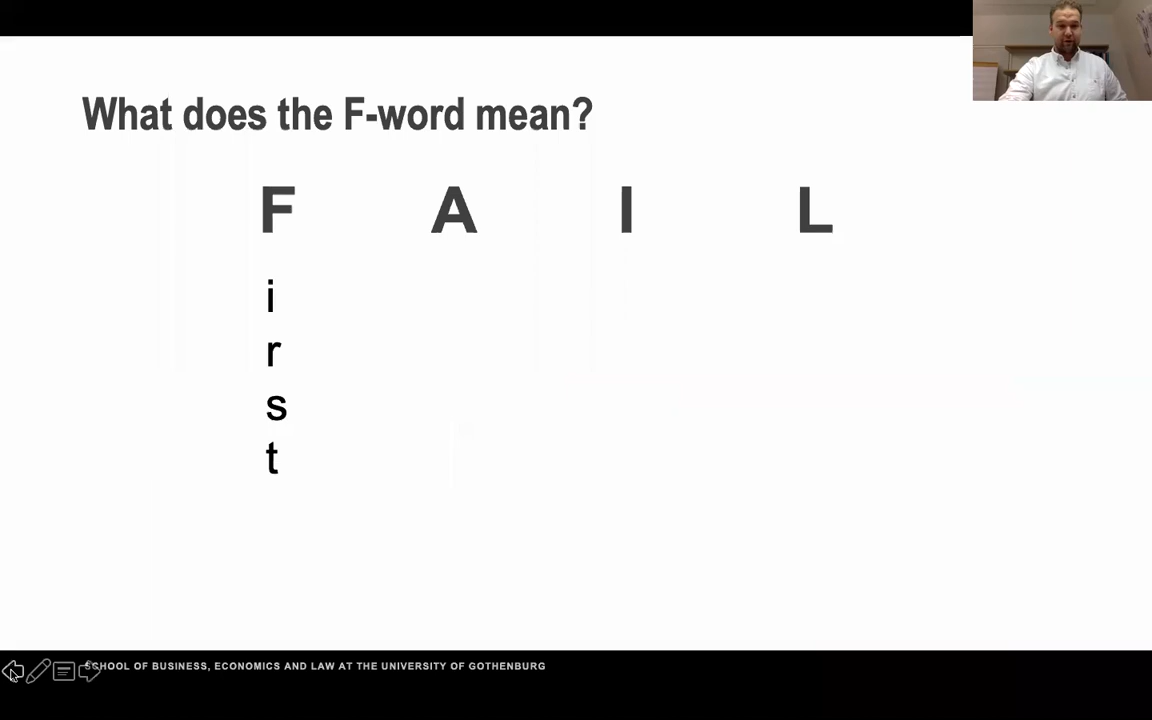 What does the F-word mean?
F A I L
i
r
s
t
SCHOOL OF BUSINESS, ECONOMICS AND LAW AT THE UNIVERSITY OF GOTHENBURG